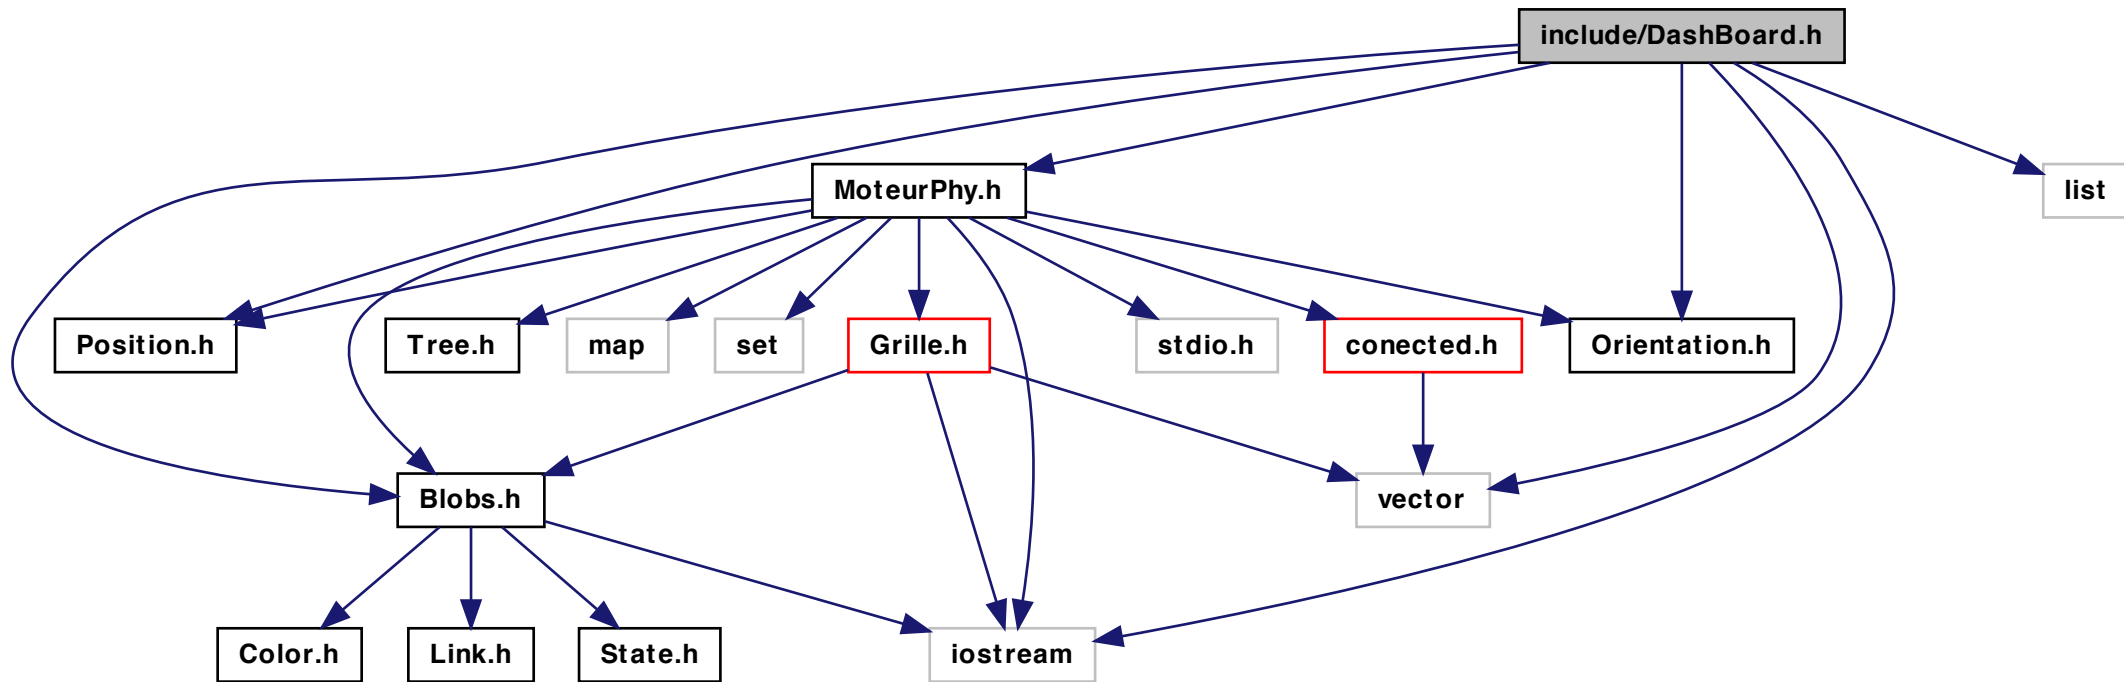 include/DashBoard.h
MoteurPhy.h
list
Position.h
Tree.h
map
set
Grille.h
stdio.h
conected.h
Orientation.h
Blobs.h
vector
Color.h
Link.h
State.h
iostream